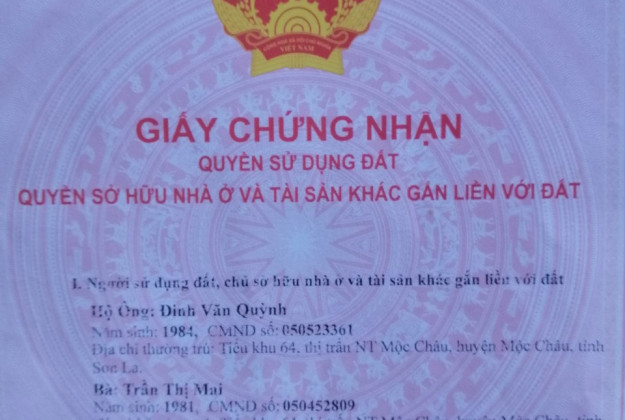 VIỆT NAM
GIẤY CHỨNG NHẬN
QUYỀN SỬ DỤNG ĐẤT
QUYỀN SỞ HỮU NHÀ Ở VÀ TÀI SẢN KHÁC GẮN LIỀN VỚI ĐẤT
I. Người sử dụng đất, chủ sở hữu nhà ở và tài sản khác gắn liền với đất
Hộ Ông: Đinh Văn Quỳnh
Năm sinh: 1984, CMND số: 050523361
Địa chỉ thường trú: Tiểu khu 64, thị trấn NT Mộc Châu, huyện Mộc Châu, tỉnh
Sơn La.
Bà: Trần Thị Mai
Năm sinh: 1981, CMND số: 050452809